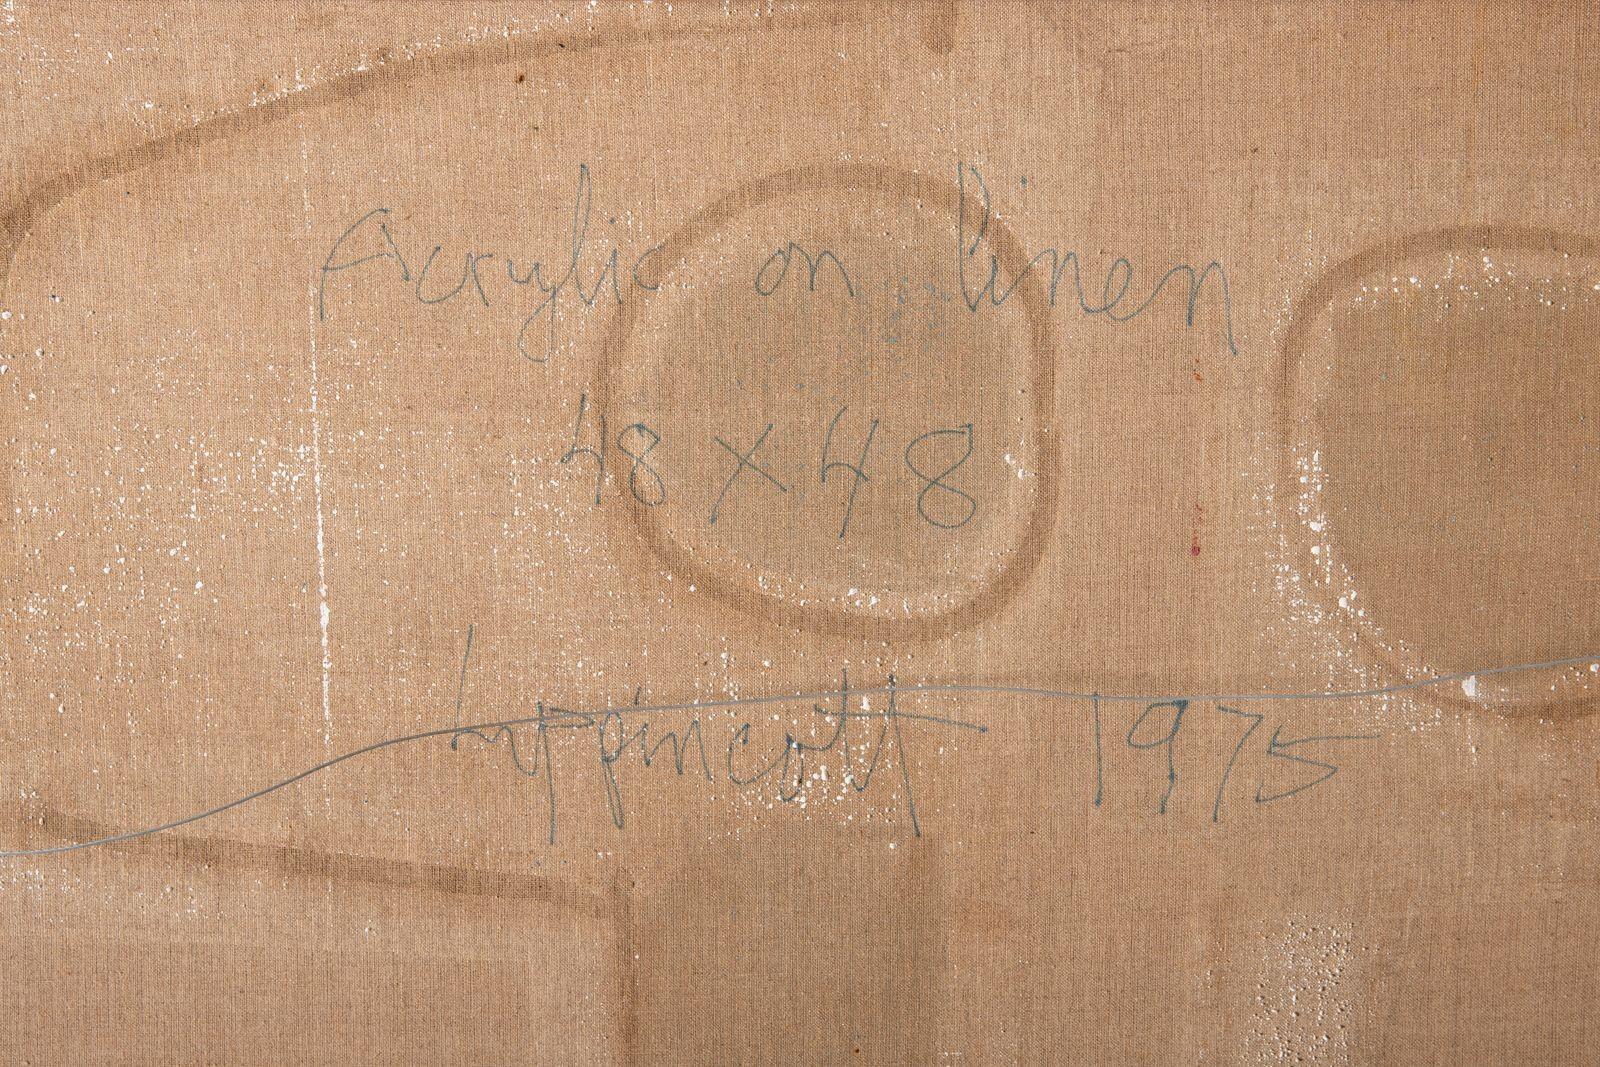 Acrylic on linen
48 x 48
Lippincott 1975